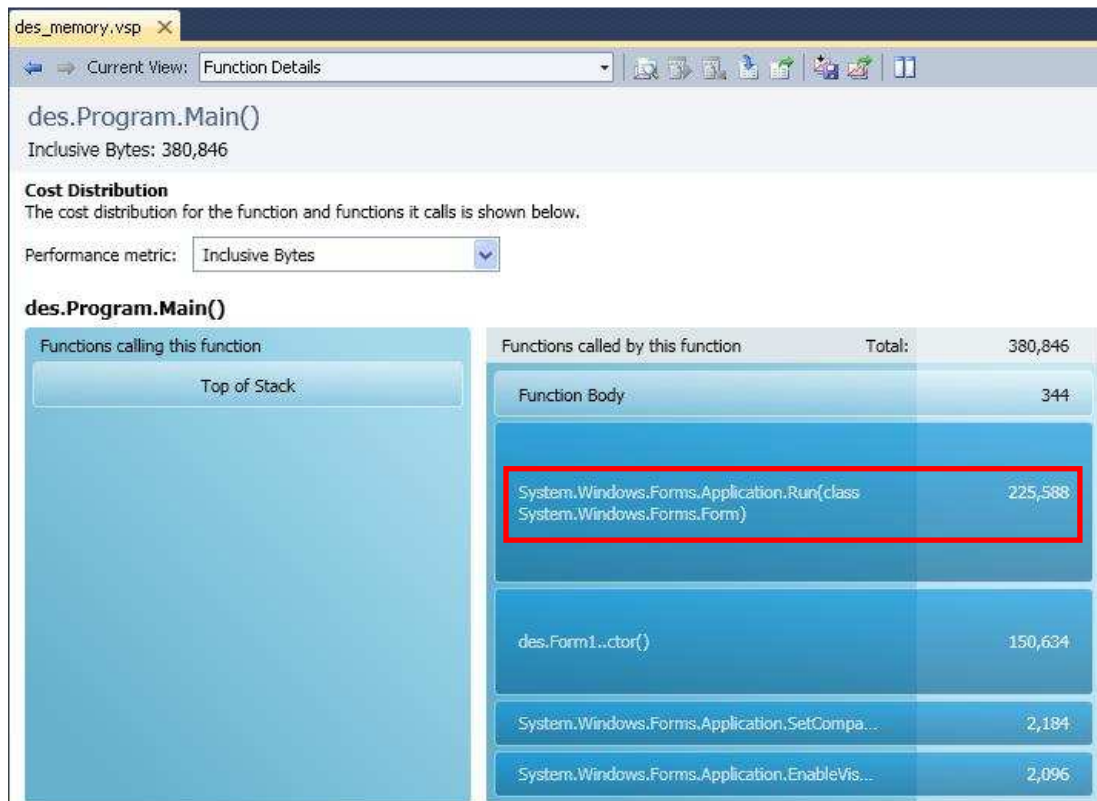 des_memory.vsp
Current View: Function Details
des.Program.Main()
Inclusive Bytes: 380,846
Cost Distribution
The cost distribution for the function and functions it calls is shown below.
Performance metric: Inclusive Bytes
des.Program.Main()
Functions calling this function
Top of Stack
Functions called by this function Total: 380,846
Function Body 344
System.Windows.Forms.Application.Run(class 225,588
System.Windows.Forms.Form)
des.Form1..ctor() 150,634
System.Windows.Forms.Application.SetCompa... 2,184
System.Windows.Forms.Application.EnableVis... 2,096